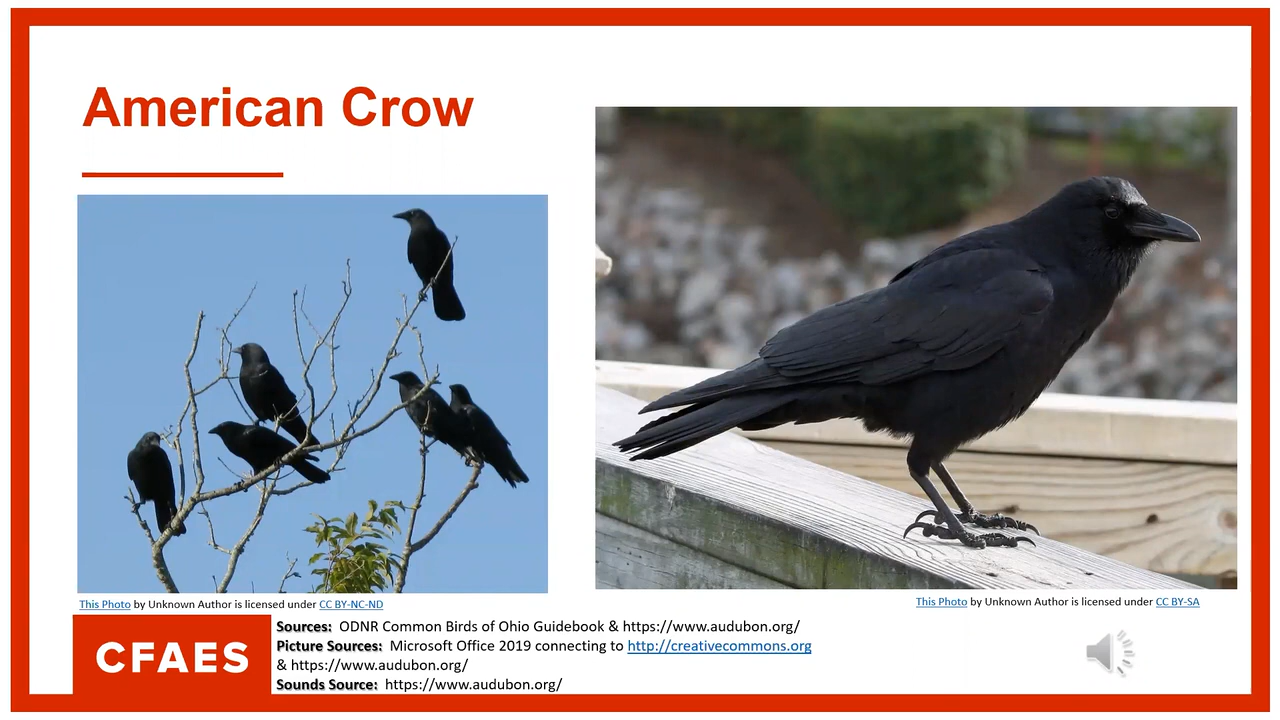 American Crow
This Photo by Unknown Author is licensed under CC BY-NC-ND
This Photo by Unknown Author is licensed under CC BY-SA
CFAES
Sources: ODNR Common Birds of Ohio Guidebook & https://www.audubon.org/
Picture Sources: Microsoft Office 2019 connecting to http://creativecommons.org
& https://www.audubon.org/
Sounds Source: https://www.audubon.org/